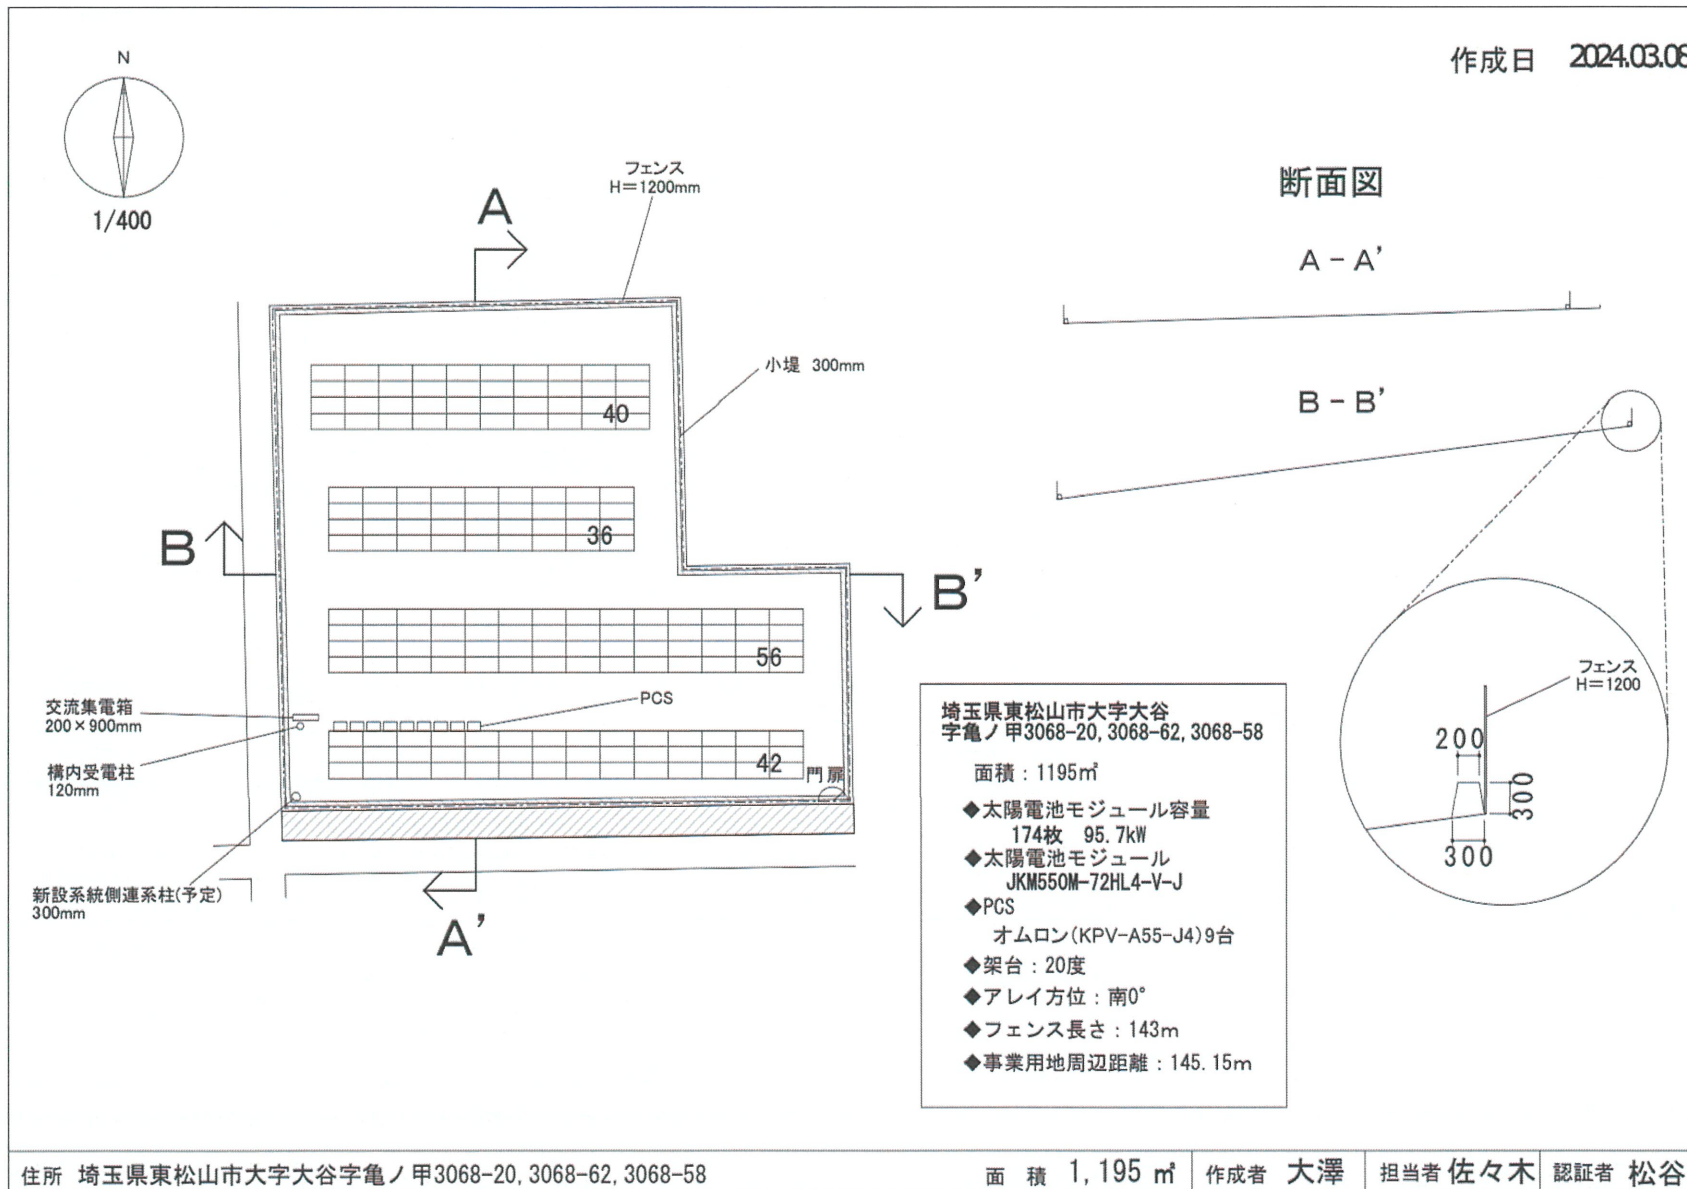 作成日 2024.03.08
N
1/400
フェンス
H=1200mm
A
小堤 300mm
40
36
B
B'
56
交流集電箱
200×900mm
PCS
構内受電柱
120mm
42
門扉
新設系統側連系柱(予定)
300mm
A'
断面図
A-A'
B-B'
フェンス
H=1200
200
300
300
埼玉県東松山市大字大谷
字亀ノ甲3068-20, 3068-62, 3068-58
面積：1195㎡
◆太陽電池モジュール容量
174枚 95.7kW
◆太陽電池モジュール
JKM550M-72HL4-V-J
◆PCS
オムロン(KPV-A55-J4)9台
◆架台：20度
◆アレイ方位：南0°
◆フェンス長さ：143m
◆事業用地周辺距離：145.15m
住所 埼玉県東松山市大字大谷字亀ノ甲3068-20, 3068-62, 3068-58 面 積 1,195 ㎡ 作成者 大澤 担当者 佐々木 認証者 松谷